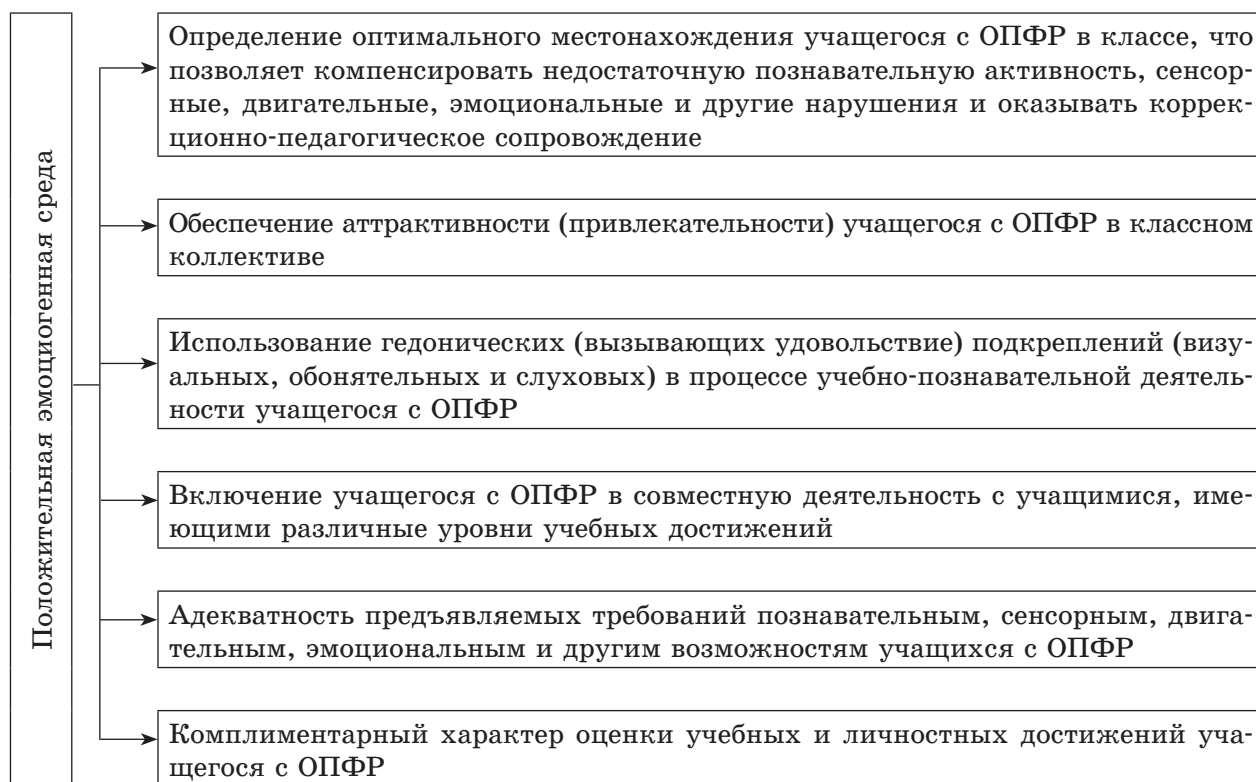 Положительная эмоциогенная среда
Определение оптимального местонахождения учащегося с ОПФР в классе, что
позволяет компенсировать недостаточную познавательную активность, сенсор-
ные, двигательные, эмоциональные и другие нарушения и оказывать коррек-
ционно-педагогическое сопровождение
Обеспечение аттрактивности (привлекательности) учащегося с ОПФР в классном
коллективе
Использование гедонических (вызывающих удовольствие) подкреплений (визу-
альных, обонятельных и слуховых) в процессе учебно-познавательной деятель-
ности учащегося с ОПФР
Включение учащегося с ОПФР в совместную деятельность с учащимися, име-
ющими различные уровни учебных достижений
Адекватность предъявляемых требований познавательным, сенсорным, двига-
тельным, эмоциональным и другим возможностям учащихся с ОПФР
Комплиментарный характер оценки учебных и личностных достижений уча-
щегося с ОПФР